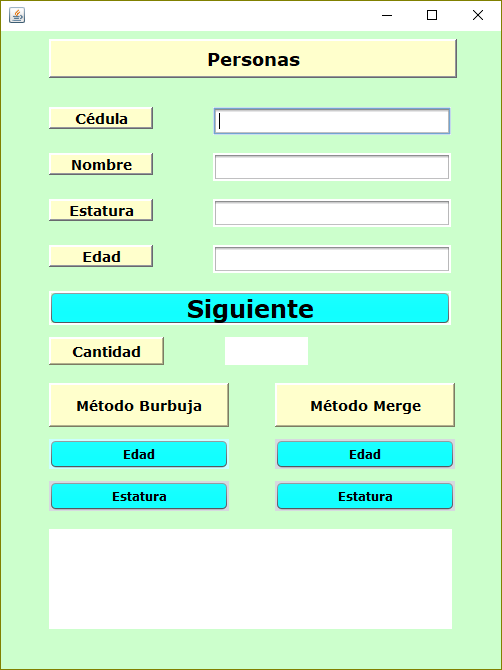 Personas
Cédula
Nombre
Estatura
Edad
Siguiente
Cantidad
Método Burbuja
Método Merge
Edad
Edad
Estatura
Estatura